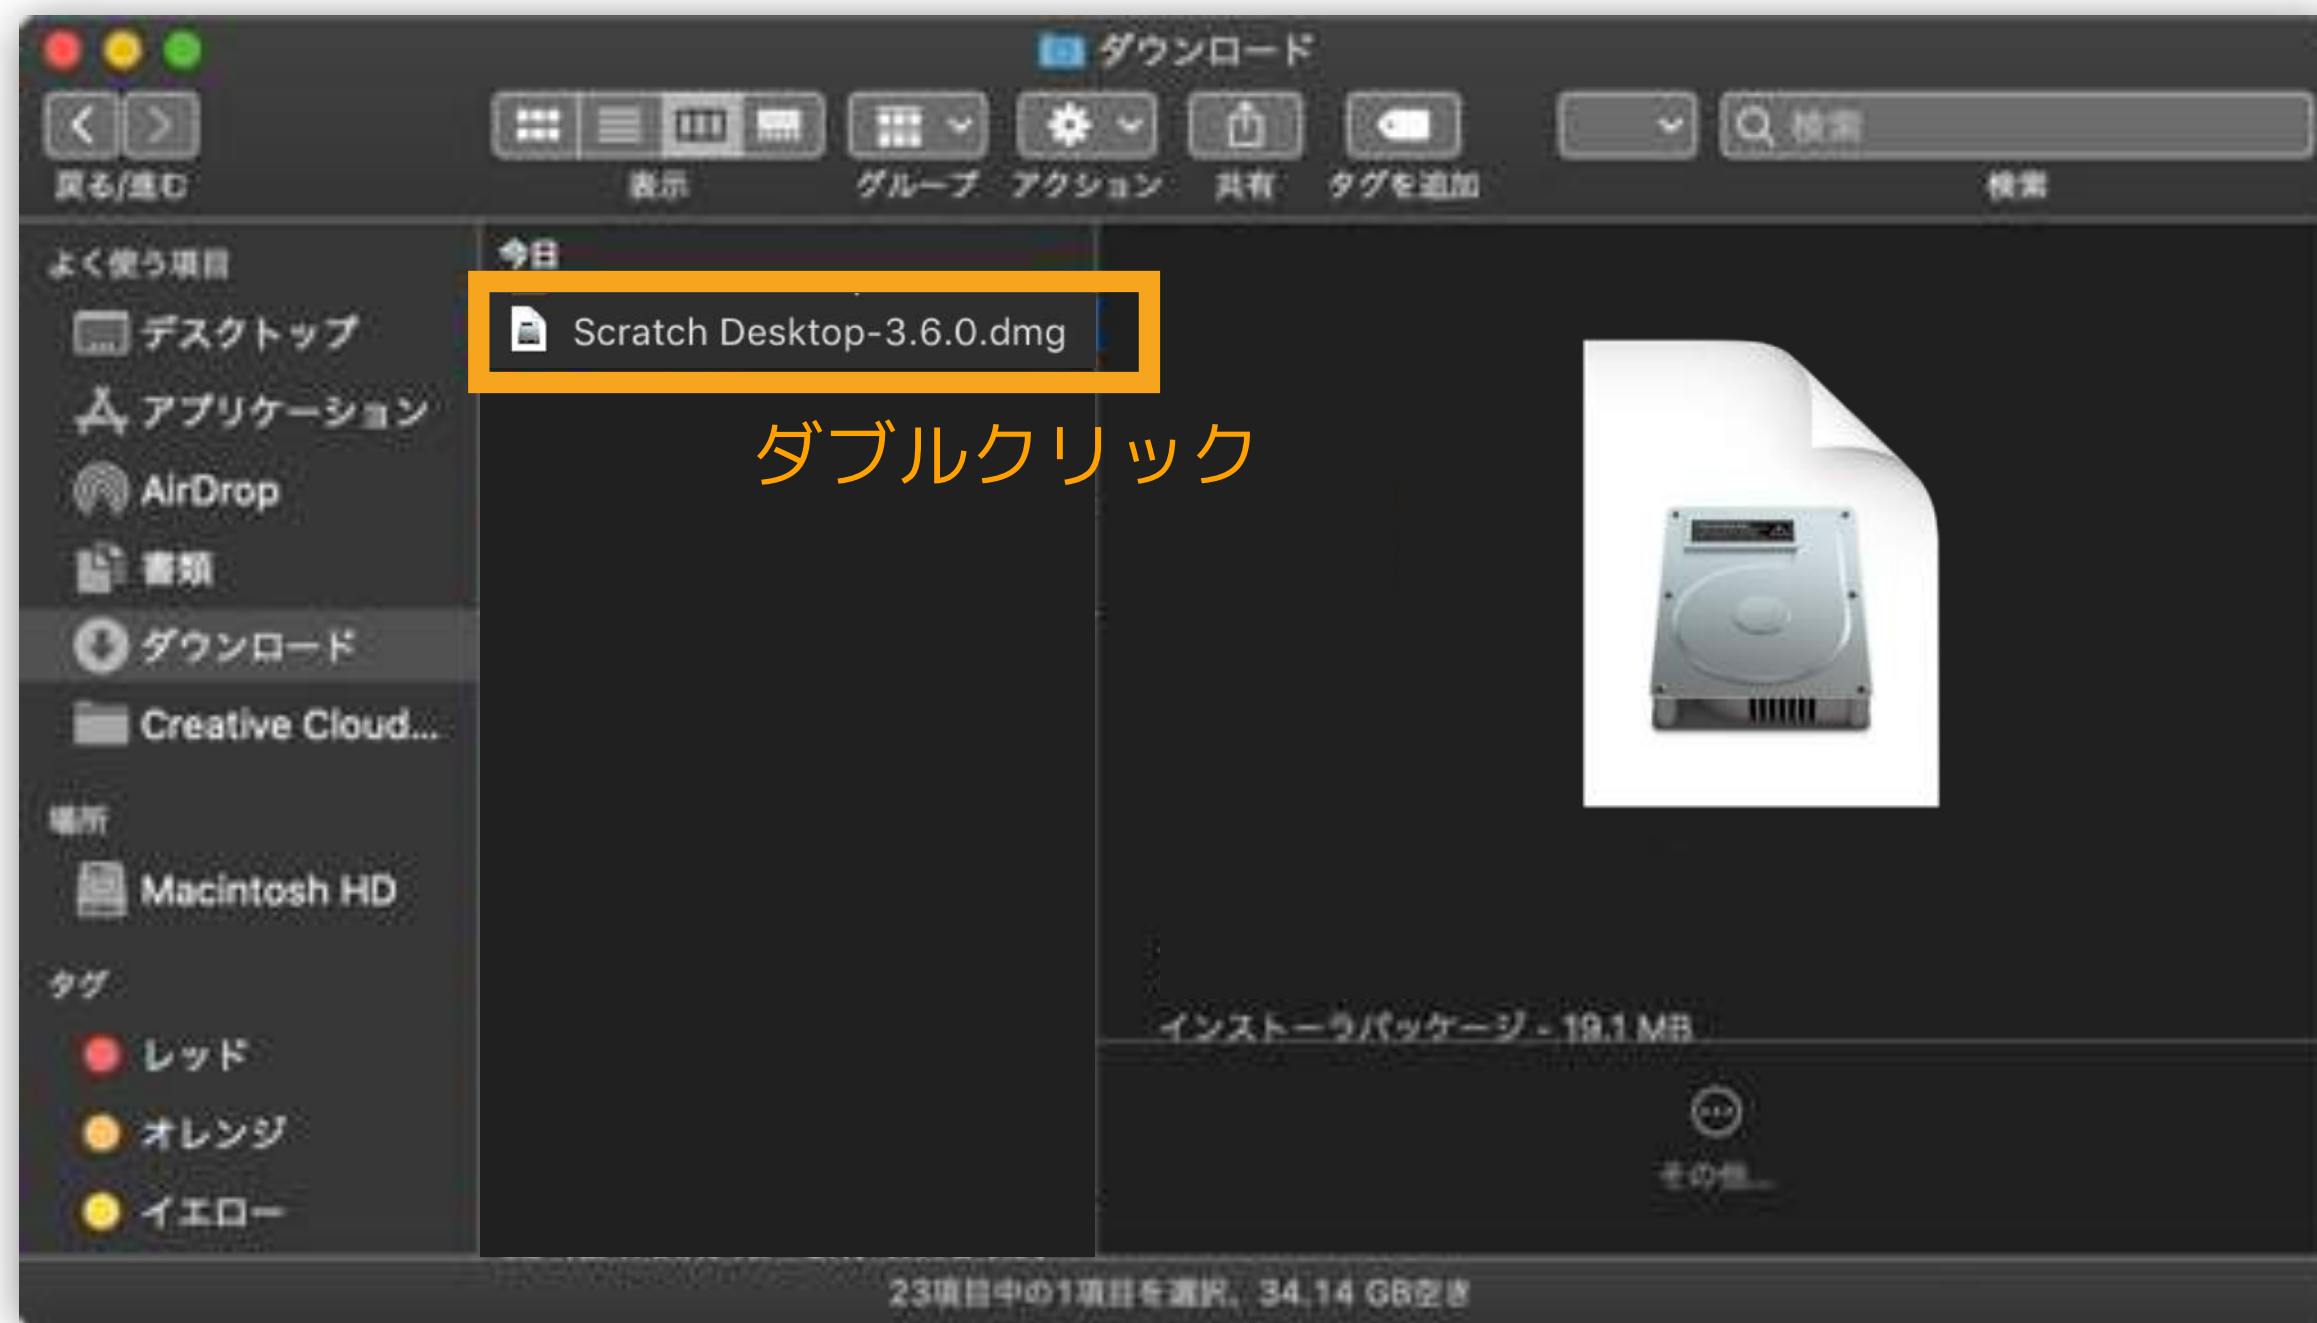 ダウンロード
戻る/進む
表示
グループ
アクション
共有
タグを追加
検索
検索
よく使う項目
デスクトップ
アプリケーション
AirDrop
書類
ダウンロード
Creative Cloud...
場所
Macintosh HD
タグ
レッド
オレンジ
イエロー
今日
Scratch Desktop-3.6.0.dmg
ダブルクリック
インストーラパッケージ - 19.1 MB
その他...
23項目中の1項目を選択、34.14 GB空き